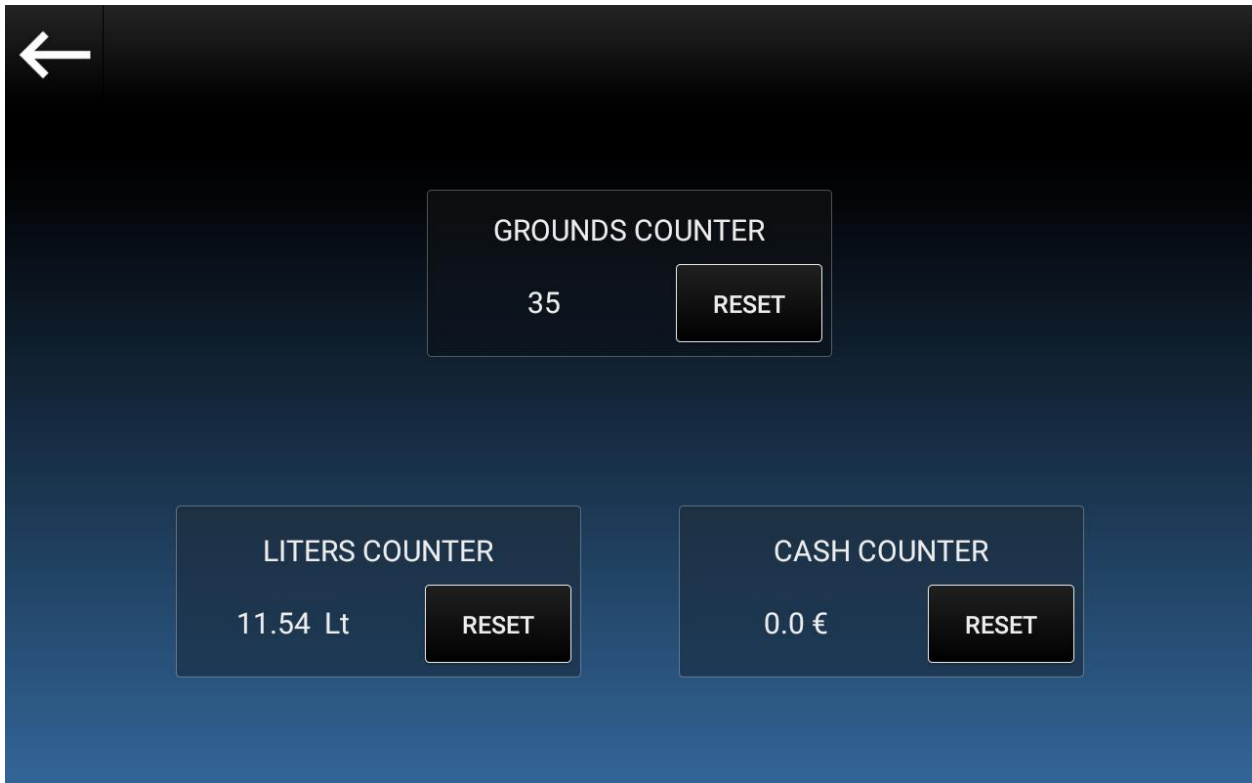 GROUNDS COUNTER
35 RESET
LITERS COUNTER
11.54 Lt RESET
CASH COUNTER
0.0 € RESET